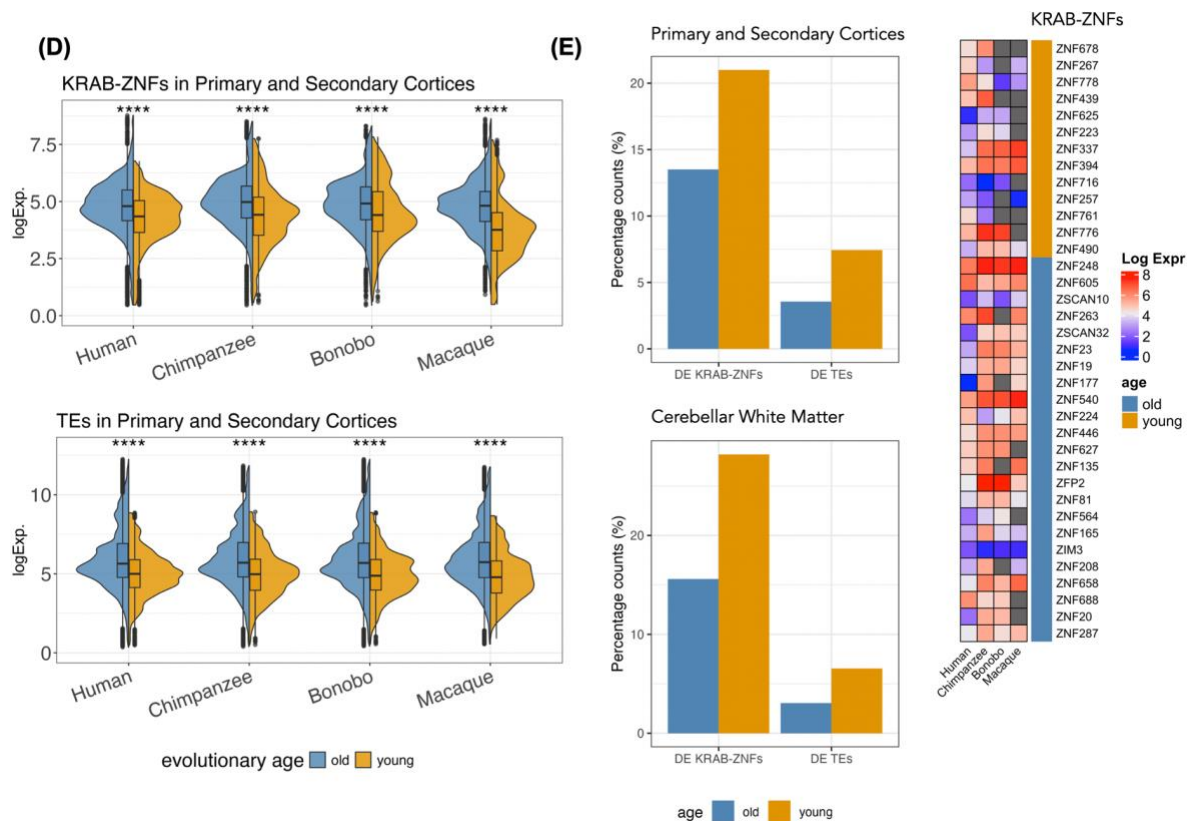 (D)
KRAB-ZNFs in Primary and Secondary Cortices
**** **** **** ****
logExp.
7.5
5.0
2.5
0.0
Human
Chimpanzee
Bonobo
Macaque
TEs in Primary and Secondary Cortices
**** **** **** ****
logExp.
10
5
0
Human
Chimpanzee
Bonobo
Macaque
evolutionary age old young
(E)
Primary and Secondary Cortices
Percentage counts (%)
20
15
10
5
0
DE KRAB-ZNFs
DE TEs
Cerebellar White Matter
Percentage counts (%)
20
10
0
DE KRAB-ZNFs
DE TEs
age old young
KRAB-ZNFs
ZNF678
ZNF267
ZNF778
ZNF439
ZNF625
ZNF223
ZNF337
ZNF394
ZNF716
ZNF257
ZNF761
ZNF776
ZNF490
ZNF248
ZNF605
ZSCAN10
ZNF263
ZSCAN32
ZNF23
ZNF19
ZNF177
ZNF540
ZNF224
ZNF446
ZNF627
ZNF135
ZFP2
ZNF81
ZNF564
ZNF165
ZIM3
ZNF208
ZNF658
ZNF688
ZNF20
ZNF287
Human
Chimpanzee
Bonobo
Macaque
Log Expr
8
6
4
2
0
age
old
young